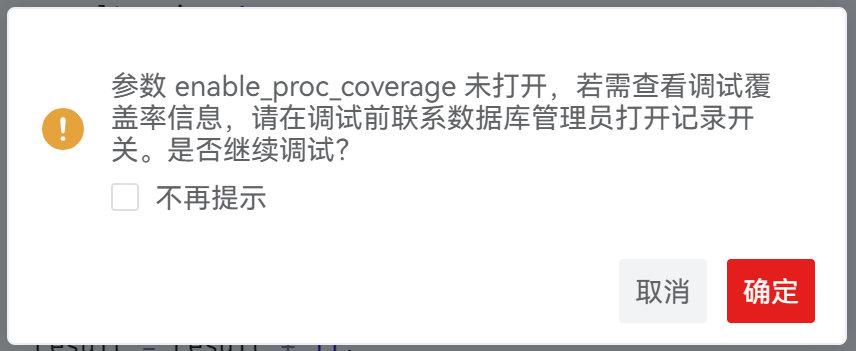 参数 enable_proc_coverage 未打开，若需查看调试覆
盖率信息，请在调试前联系数据库管理员打开记录开
关。是否继续调试？
不再提示
取消 确定